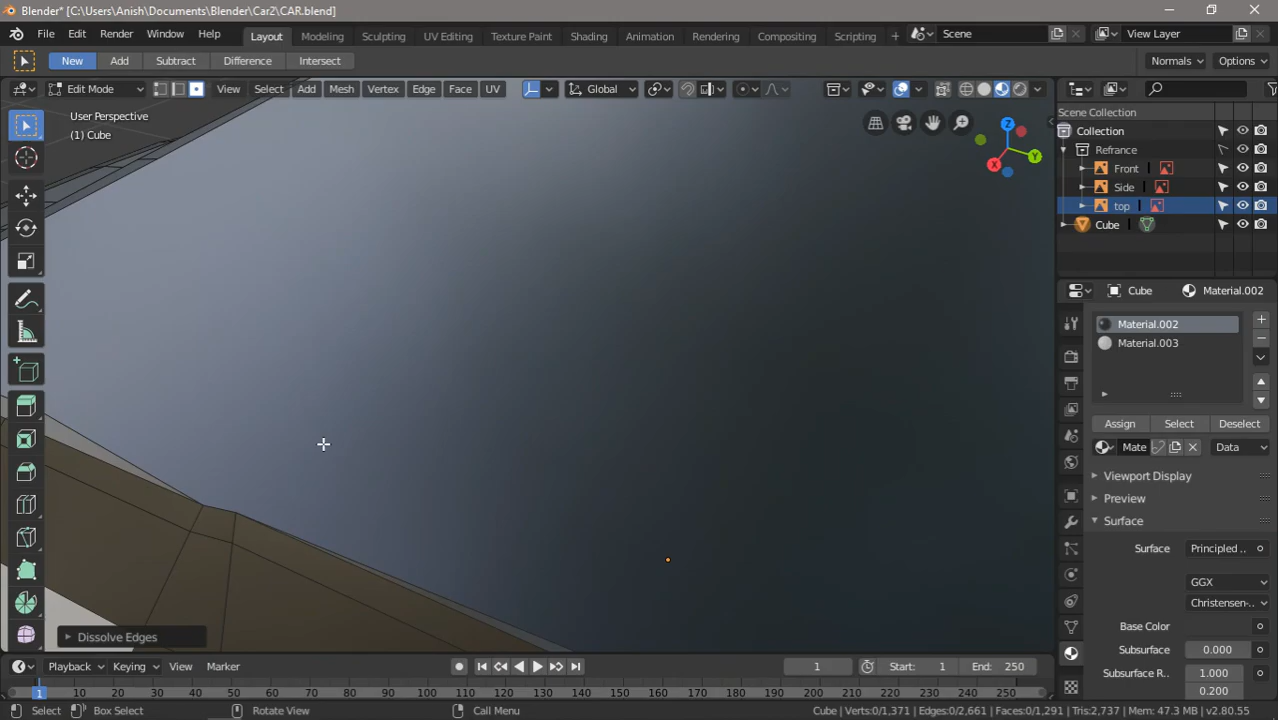 Blender* [C:\Users\Anish\Documents\Blender\Car2\CAR.blend]
File Edit Render Window Help Layout Modeling Sculpting UV Editing Texture Paint Shading Animation Rendering Compositing Scripting + Scene View Layer
New Add Subtract Difference Intersect Normals Options
Edit Mode View Select Add Mesh Vertex Edge Face UV Global
User Perspective
(1) Cube
Z
Y
X
Scene Collection
Collection
Refrance
Front
Side
top
Cube
Cube Material.002
Material.002
Material.003
Assign Select Deselect
Mate Data
Viewport Display
Preview
Surface
Surface Principled ..
GGX
Christensen-..
Base Color
Subsurface 0.000
Subsurface R.. 1.000
0.200
Dissolve Edges
Playback Keying View Marker 1 Start: 1 End: 250
1 10 20 30 40 50 60 70 80 90 100 110 120 130 140 150 160 170 180 190 200 210 220 230 240 250
Select Box Select Rotate View Call Menu Cube | Verts:0/1,371 | Edges:0/2,661 | Faces:0/1,291 | Tris:2,737 | Mem: 47.3 MB | v2.80.55